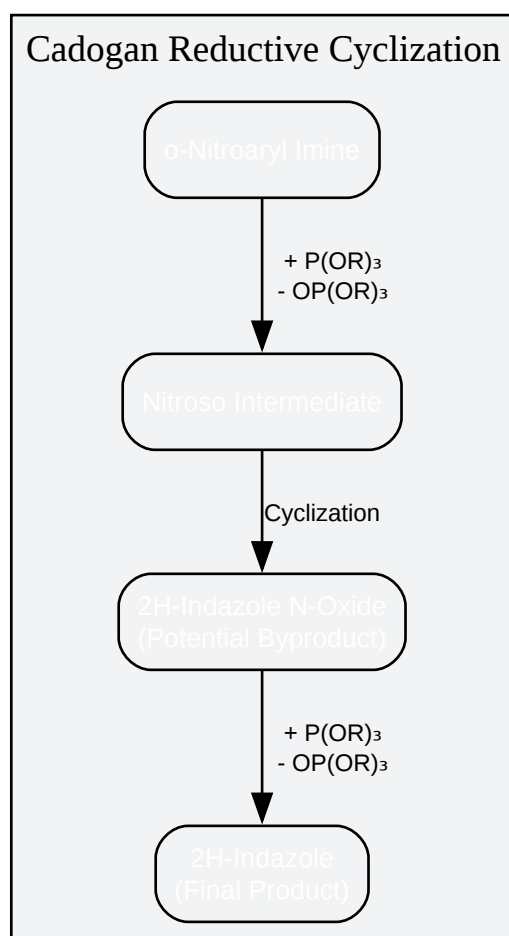 Cadogan Reductive Cyclization
o-Nitroaryl Imine
+ P(OR)₃
- OP(OR)₃
Nitroso Intermediate
Cyclization
2H-Indazole N-Oxide
(Potential Byproduct)
+ P(OR)₃
- OP(OR)₃
2H-Indazole
(Final Product)